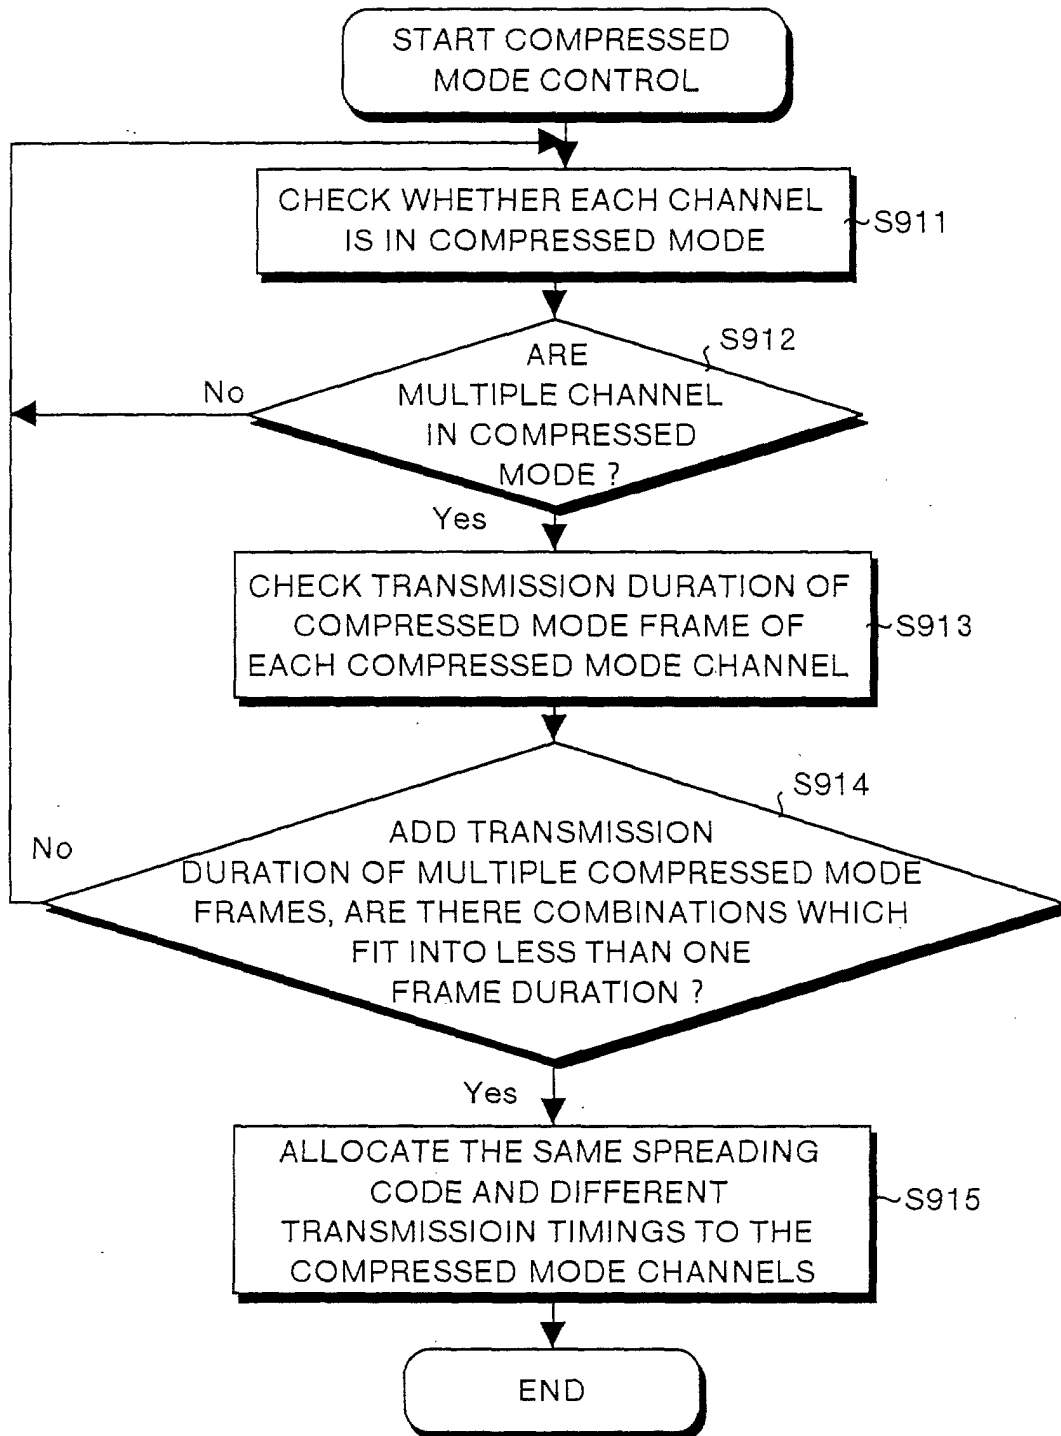 START COMPRESSED
MODE CONTROL
CHECK WHETHER EACH CHANNEL
IS IN COMPRESSED MODE
S911
S912
ARE
MULTIPLE CHANNEL
IN COMPRESSED
MODE ?
No
Yes
CHECK TRANSMISSION DURATION OF
COMPRESSED MODE FRAME OF
EACH COMPRESSED MODE CHANNEL
S913
S914
ADD TRANSMISSION
DURATION OF MULTIPLE COMPRESSED MODE
FRAMES, ARE THERE COMBINATIONS WHICH
FIT INTO LESS THAN ONE
FRAME DURATION ?
No
Yes
ALLOCATE THE SAME SPREADING
CODE AND DIFFERENT
TRANSMISSIOIN TIMINGS TO THE
COMPRESSED MODE CHANNELS
S915
END